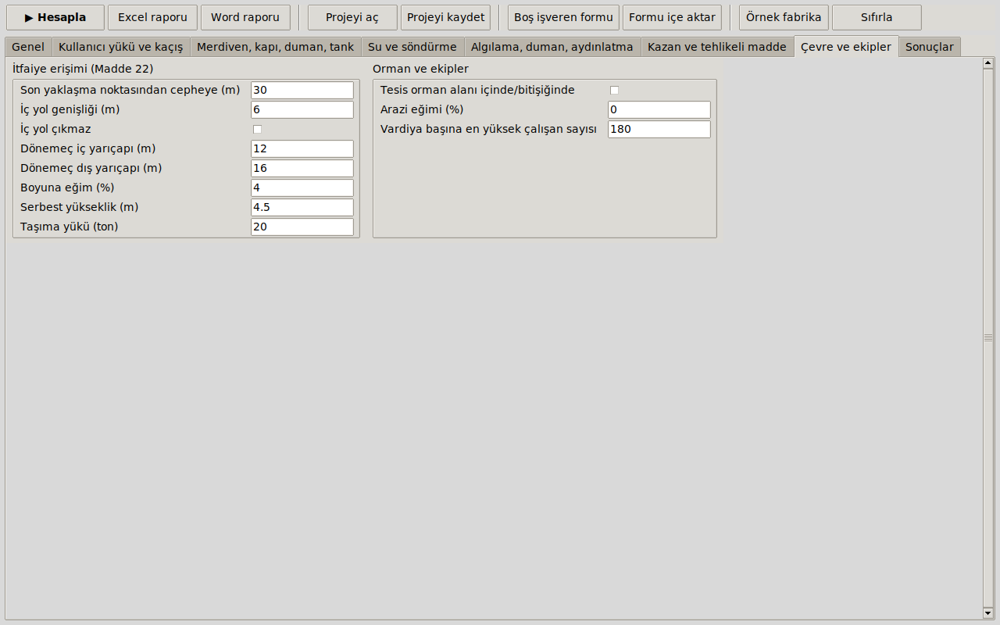 ▶ Hesapla Excel raporu Word raporu Projeyi aç Projeyi kaydet Boş işveren formu Formu içe aktar Örnek fabrika Sıfırla
Genel Kullanıcı yükü ve kaçış Merdiven, kapı, duman, tank Su ve söndürme Algılama, duman, aydınlatma Kazan ve tehlikeli madde Çevre ve ekipler Sonuçlar
İtfaiye erişimi (Madde 22)
Son yaklaşma noktasından cepheye (m) 30
İç yol genişliği (m) 6
İç yol çıkmaz
Dönemeç iç yarıçapı (m) 12
Dönemeç dış yarıçapı (m) 16
Boyuna eğim (%) 4
Serbest yükseklik (m) 4.5
Taşıma yükü (ton) 20
Orman ve ekipler
Tesis orman alanı içinde/bitişiğinde
Arazi eğimi (%) 0
Vardiya başına en yüksek çalışan sayısı 180